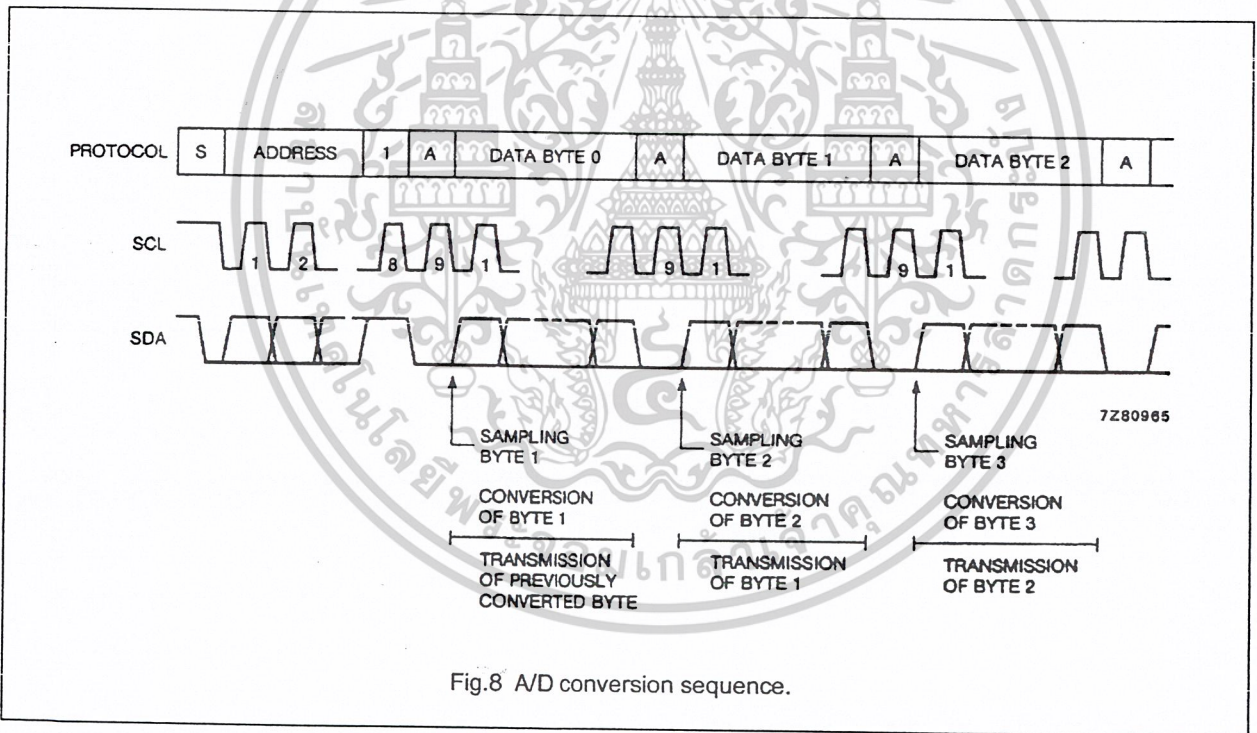 PROTOCOL S ADDRESS 1 A DATA BYTE 0 A DATA BYTE 1 A DATA BYTE 2 A
SCL 1 2 8 9 1 9 1 9 1
SDA
7Z80965
SAMPLING
BYTE 1
SAMPLING
BYTE 2
SAMPLING
BYTE 3
CONVERSION
OF BYTE 1
CONVERSION
OF BYTE 2
CONVERSION
OF BYTE 3
TRANSMISSION
OF PREVIOUSLY
CONVERTED BYTE
TRANSMISSION
OF BYTE 1
TRANSMISSION
OF BYTE 2
Fig.8 A/D conversion sequence.